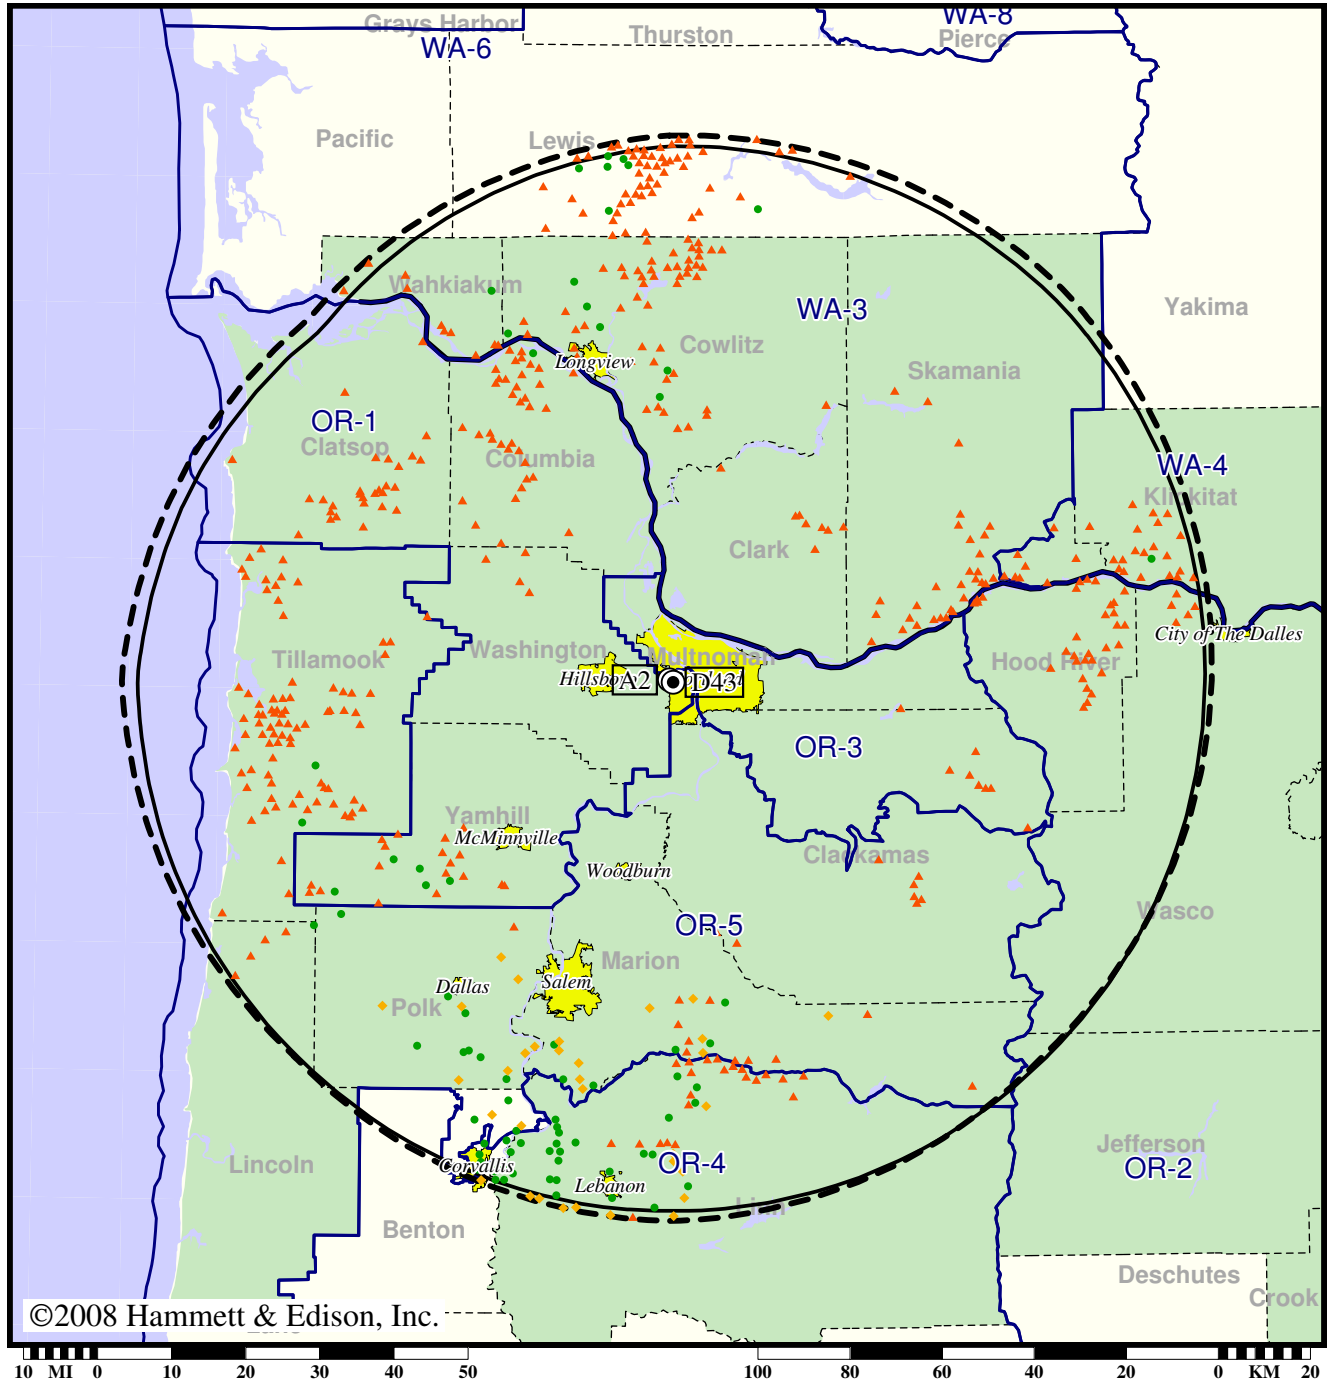 Grays Harbor
WA-8
Thurston
Pierce
WA-6
Pacific
Lewis
Wahkiakum
WA-3
Yakima
Cowlitz
Longview
Skamania
OR-1
Clatsop
Columbia
WA-4
Klickitat
Clark
City of The Dalles
Washington
Multnomah
Tillamook
Hood River
A2
D43
OR-3
Yamhill
McMinnville
Clackamas
Woodburn
Wasco
OR-5
Marion
Dallas
Salem
Polk
Jefferson
OR-2
Lincoln
Corvallis
OR-4
Lebanon
Linn
Benton
Deschutes
Crook
©2008 Hammett & Edison, Inc.
10 MI 0 10 20 30 40 50 100 80 60 40 20 0 KM 20